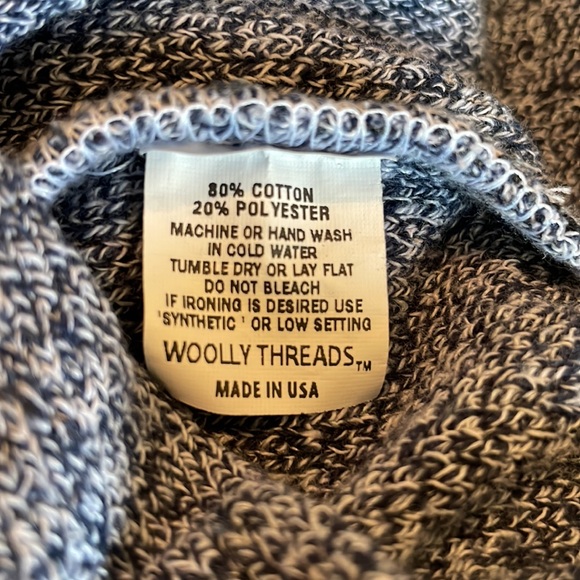 80% COTTON
20% POLYESTER
MACHINE OR HAND WASH
IN COLD WATER
TUMBLE DRY OR LAY FLAT
DO NOT BLEACH
IF IRONING IS DESIRED USE
'SYNTHETIC ' OR LOW SETTING
WOOLLY THREADS™
MADE IN USA